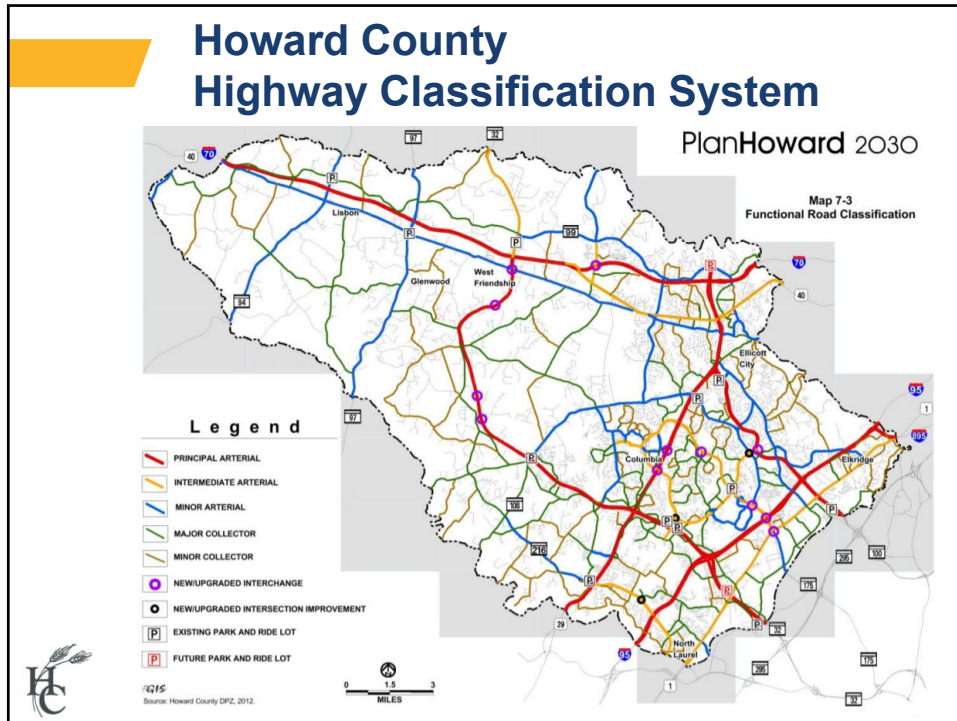 Howard County
Highway Classification System
PlanHoward 2030
Map 7-3
Functional Road Classification
97
32
40
70
P
Lisbon
P
P
99
Glenwood
West
Friendship
P
70
40
94
Ellicott
City
P
P
97
95
1
895
Columbia
Elkridge
P
P
108
216
P
P
P
295
100
175
P
P
P
32
29
North
Laurel
95
1
295
175
32
Legend
PRINCIPAL ARTERIAL
INTERMEDIATE ARTERIAL
MINOR ARTERIAL
MAJOR COLLECTOR
MINOR COLLECTOR
NEW/UPGRADED INTERCHANGE
NEW/UPGRADED INTERSECTION IMPROVEMENT
P EXISTING PARK AND RIDE LOT
P FUTURE PARK AND RIDE LOT
GIS
Source: Howard County DPZ, 2012.
0 1.5 3
MILES
HC